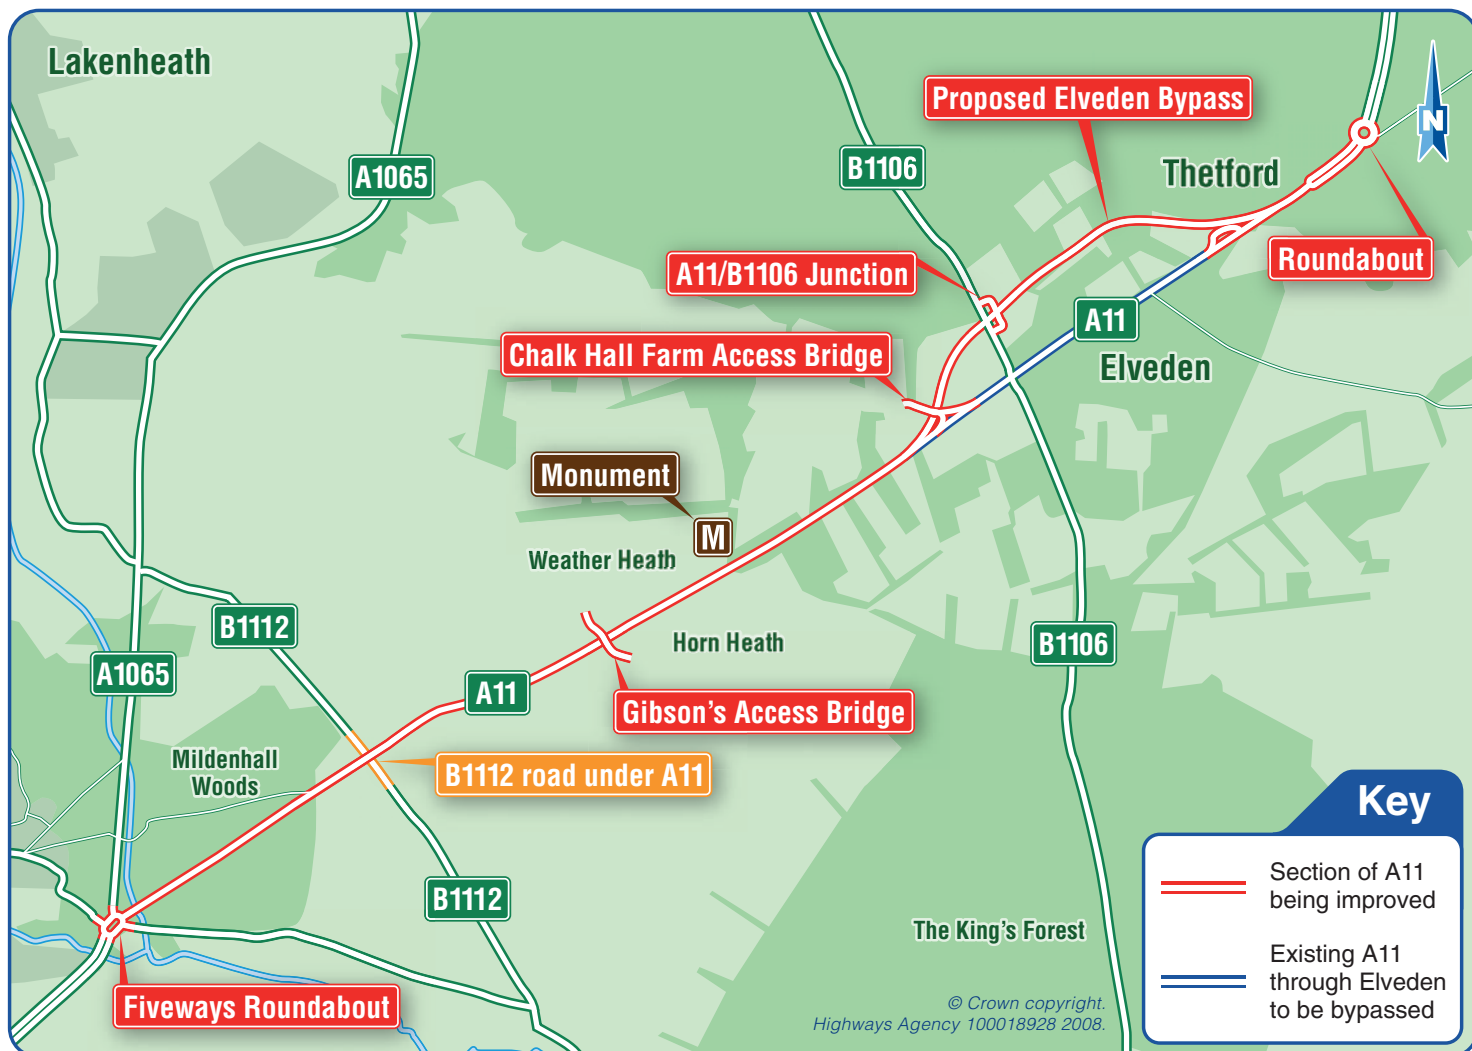 Lakenheath
Proposed Elveden Bypass
N
B1106
A1065
Thetford
Roundabout
A11/B1106 Junction
A11
Chalk Hall Farm Access Bridge
Elveden
Monument
M
Weather Heath
B1112
Horn Heath
B1106
A1065
A11
Gibson's Access Bridge
Mildenhall
Woods
B1112 road under A11
Key
Section of A11
being improved
B1112
The King's Forest
Existing A11
through Elveden
to be bypassed
Fiveways Roundabout
© Crown copyright.
Highways Agency 100018928 2008.